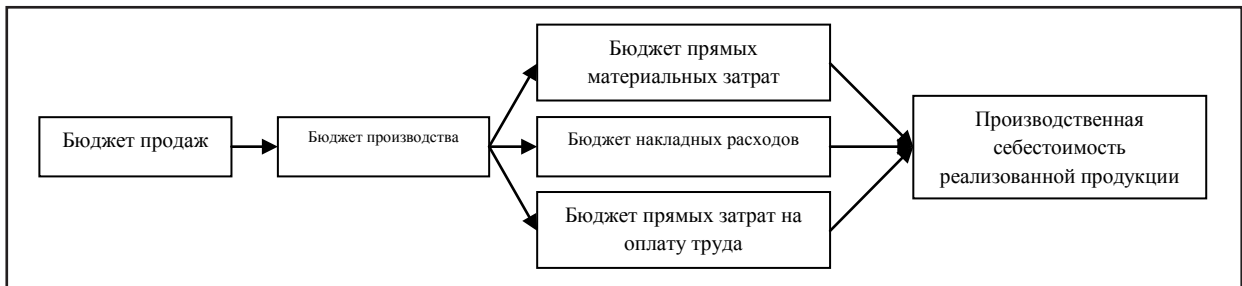 Бюджет продаж
Бюджет производства
Бюджет прямых
материальных затрат
Бюджет накладных расходов
Бюджет прямых затрат на
оплату труда
Производственная
себестоимость
реализованной продукции